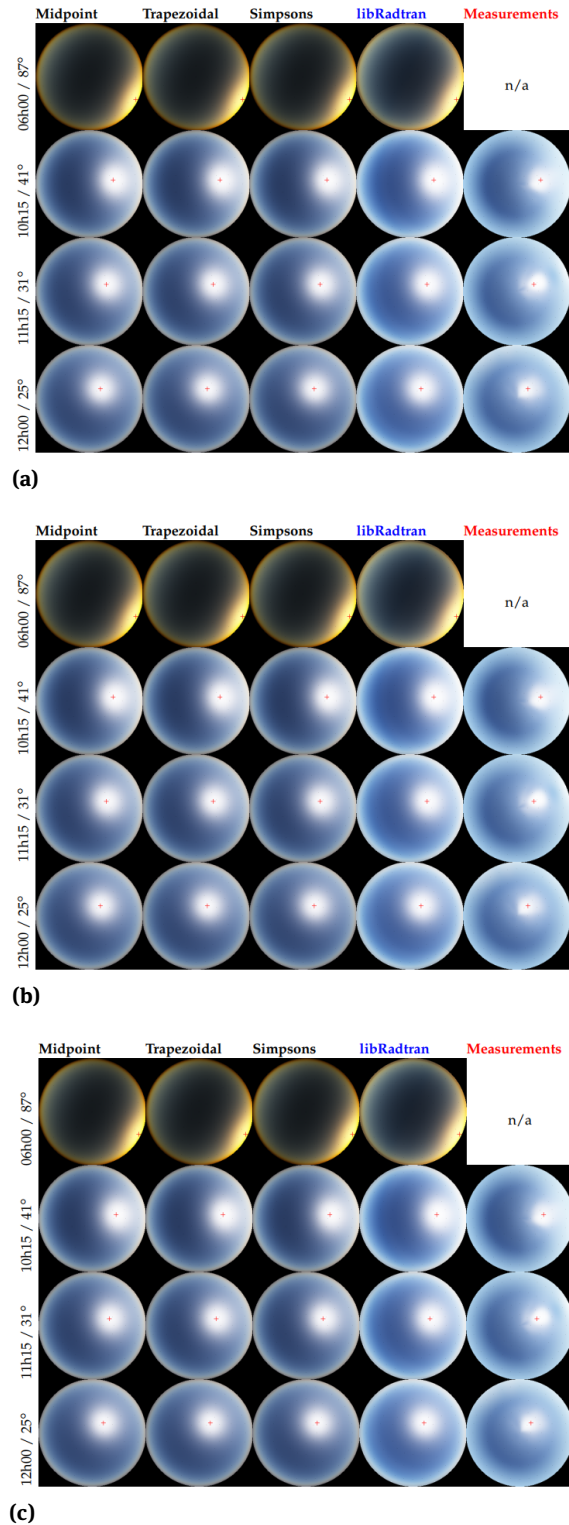 Midpoint Trapezoidal Simpsons libRadtran Measurements
06h00 / 87°
n/a
10h15 / 41°
11h15 / 31°
12h00 / 25°
(a)
Midpoint Trapezoidal Simpsons libRadtran Measurements
06h00 / 87°
n/a
10h15 / 41°
11h15 / 31°
12h00 / 25°
(b)
Midpoint Trapezoidal Simpsons libRadtran Measurements
06h00 / 87°
n/a
10h15 / 41°
11h15 / 31°
12h00 / 25°
(c)